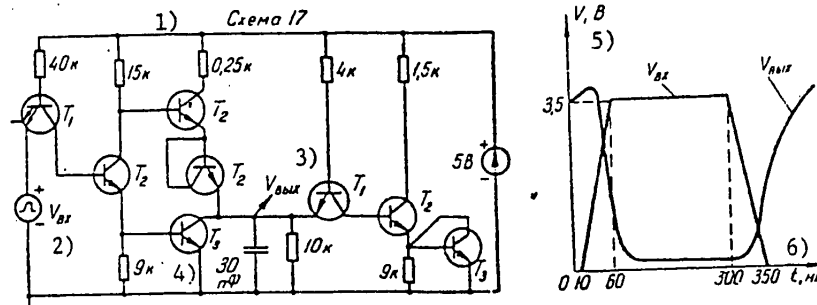 1)
Схема 17
40к
15к
0,25к
4к
1,5к
T₁
T₂
T₂
T₂
T₃
2)
Vвх
9к
4)
30
пФ
Vвых
10к
3)
T₁
T₂
9к
T₃
5В
V, В
5)
3,5
Vвх
Vвых
6)
0 10 60 300 350 t, н